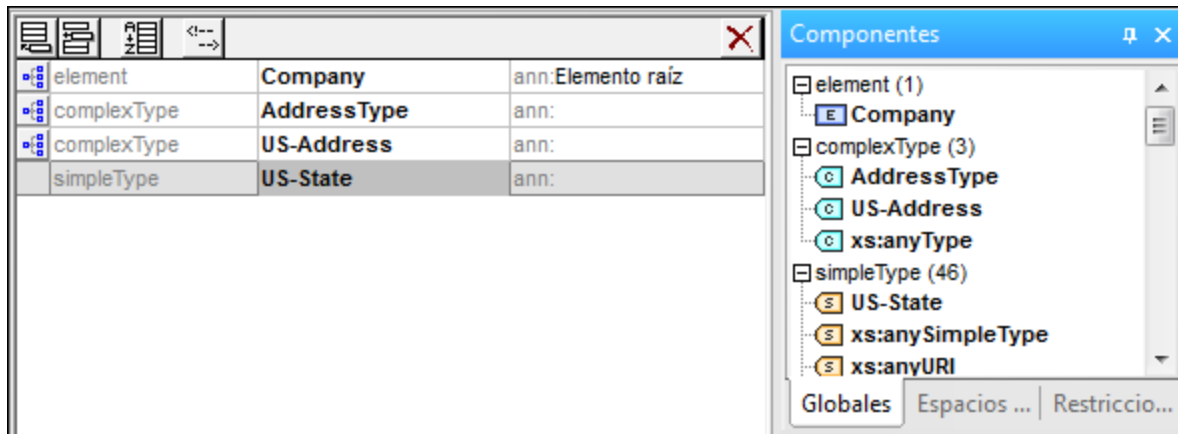 element Company ann:Elemento raíz
complexType AddressType ann:
complexType US-Address ann:
simpleType US-State ann:
Componentes
element (1)
E Company
complexType (3)
C AddressType
C US-Address
C xs:anyType
simpleType (46)
S US-State
S xs:anySimpleType
S xs:anyURI
Globales Espacios ... Restriccio...